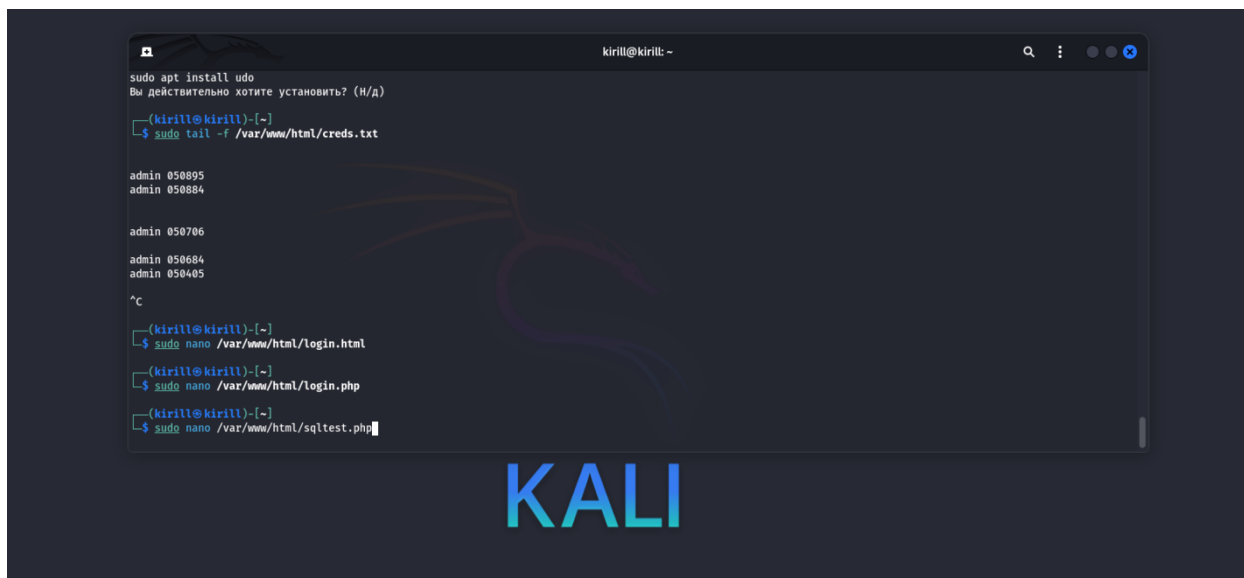 kirill@kirill: ~
sudo apt install udo
Вы действительно хотите установить? (Н/д)
┌──(kirill㉿kirill)-[~]
└─$ sudo tail -f /var/www/html/creds.txt
admin 050895
admin 050884
admin 050706
admin 050684
admin 050405
^C
┌──(kirill㉿kirill)-[~]
└─$ sudo nano /var/www/html/login.html
┌──(kirill㉿kirill)-[~]
└─$ sudo nano /var/www/html/login.php
┌──(kirill㉿kirill)-[~]
└─$ sudo nano /var/www/html/sqltest.php
KALI